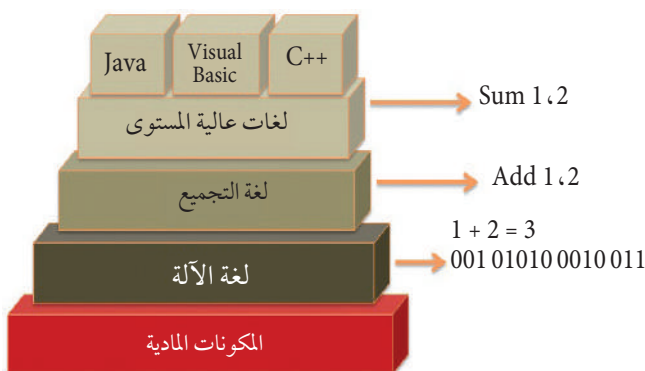 Java
Visual
Basic
C++
لغات عالية المستوى
Sum 1،2
لغة التجميع
Add 1،2
لغة الآلة
1 + 2 = 3
001 01010 0010 011
المكونات المادية